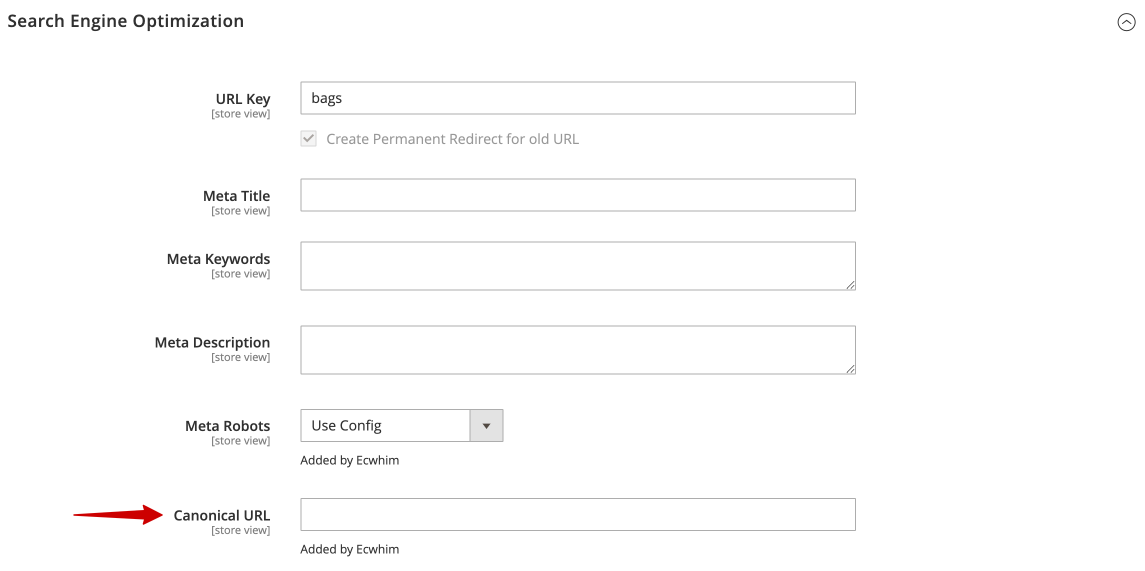 Search Engine Optimization
URL Key
[store view]
bags
Create Permanent Redirect for old URL
Meta Title
[store view]
Meta Keywords
[store view]
Meta Description
[store view]
Meta Robots
[store view]
Use Config
Added by Ecwhim
Canonical URL
[store view]
Added by Ecwhim